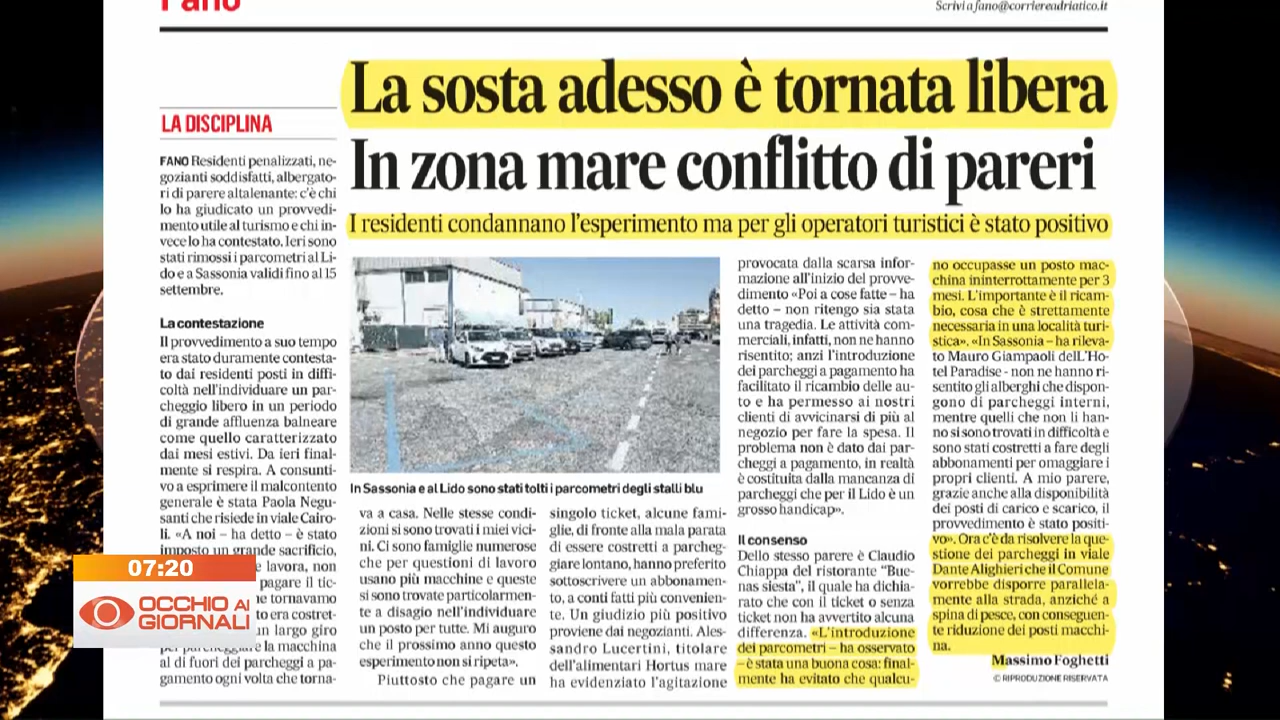 Fano
Scrivi a fano@corriereadriatico.it
La sosta adesso è tornata libera
In zona mare conflitto di pareri
I residenti condannano l'esperimento ma per gli operatori turistici è stato positivo
LA DISCIPLINA
FANO Residenti penalizzati, ne-
gozianti soddisfatti, albergato-
ri di parere altalenante: c'è chi
lo ha giudicato un provvedi-
mento utile al turismo e chi in-
vece lo ha contestato. Ieri sono
stati rimossi i parcometri al Li-
do e a Sassonia validi fino al 15
settembre.
La contestazione
Il provvedimento a suo tempo
era stato duramente contesta-
to dai residenti posti in diffi-
coltà nell'individuare un par-
cheggio libero in un periodo
di grande affluenza balneare
come quello caratterizzato
dai mesi estivi. Da ieri final-
mente si respira. A consunti-
vo a esprimere il malcontento
generale è stata Paola Negu-
santi che risiede in viale Cairo-
li. «A noi – ha detto – è stato
imposto un grande sacrificio,
e lavora, non
pagare il tic-
ne tornavamo
to era costret-
un largo giro
per parcheggiare la macchina
al di fuori dei parcheggi a pa-
gamento ogni volta che torna-
In Sassonia e al Lido sono stati tolti i parcometri degli stalli blu
va a casa. Nelle stesse condi-
zioni si sono trovati i miei vici-
ni. Ci sono famiglie numerose
che per questioni di lavoro
usano più macchine e queste
si sono trovate particolarmen-
te a disagio nell'individuare
un posto per tutte. Mi auguro
che il prossimo anno questo
esperimento non si ripeta».
Piuttosto che pagare un
singolo ticket, alcune fami-
glie, di fronte alla mala parata
di essere costretti a parcheg-
giare lontano, hanno preferito
sottoscrivere un abbonamen-
to, a conti fatti più convenien-
te. Un giudizio più positivo
proviene dai negozianti. Ales-
sandro Lucertini, titolare
dell'alimentari Hortus mare
ha evidenziato l'agitazione
provocata dalla scarsa infor-
mazione all'inizio del provve-
dimento «Poi a cose fatte – ha
detto – non ritengo sia stata
una tragedia. Le attività com-
merciali, infatti, non ne hanno
risentito; anzi l'introduzione
dei parcheggi a pagamento ha
facilitato il ricambio delle au-
to e ha permesso ai nostri
clienti di avvicinarsi di più al
negozio per fare la spesa. Il
problema non è dato dai par-
cheggi a pagamento, in realtà
è costituita dalla mancanza di
parcheggi che per il Lido è un
grosso handicap».
Il consenso
Dello stesso parere è Claudio
Chiappa del ristorante "Bue-
nas siesta", il quale ha dichia-
rato che con il ticket o senza
ticket non ha avvertito alcuna
differenza. «L'introduzione
dei parcometri – ha osservato
– è stata una buona cosa: final-
mente ha evitato che qualcu-
no occupasse un posto mac-
china ininterrottamente per 3
mesi. L'importante è il ricam-
bio, cosa che è strettamente
necessaria in una località turi-
stica». «In Sassonia – ha rileva-
to Mauro Giampaoli delL'Ho-
tel Paradise - non ne hanno ri-
sentito gli alberghi che dispon-
gono di parcheggi interni,
mentre quelli che non li han-
no si sono trovati in difficoltà e
sono stati costretti a fare degli
abbonamenti per omaggiare i
propri clienti. A mio parere,
grazie anche alla disponibilità
dei posti di carico e scarico, il
provvedimento è stato positi-
vo». Ora c'è da risolvere la que-
stione dei parcheggi in viale
Dante Alighieri che il Comune
vorrebbe disporre parallela-
mente alla strada, anziché a
spina di pesce, con conseguen-
te riduzione dei posti macchi-
na.
Massimo Foghetti
© RIPRODUZIONE RISERVATA
07:20
OCCHIO AI
GIORNALI